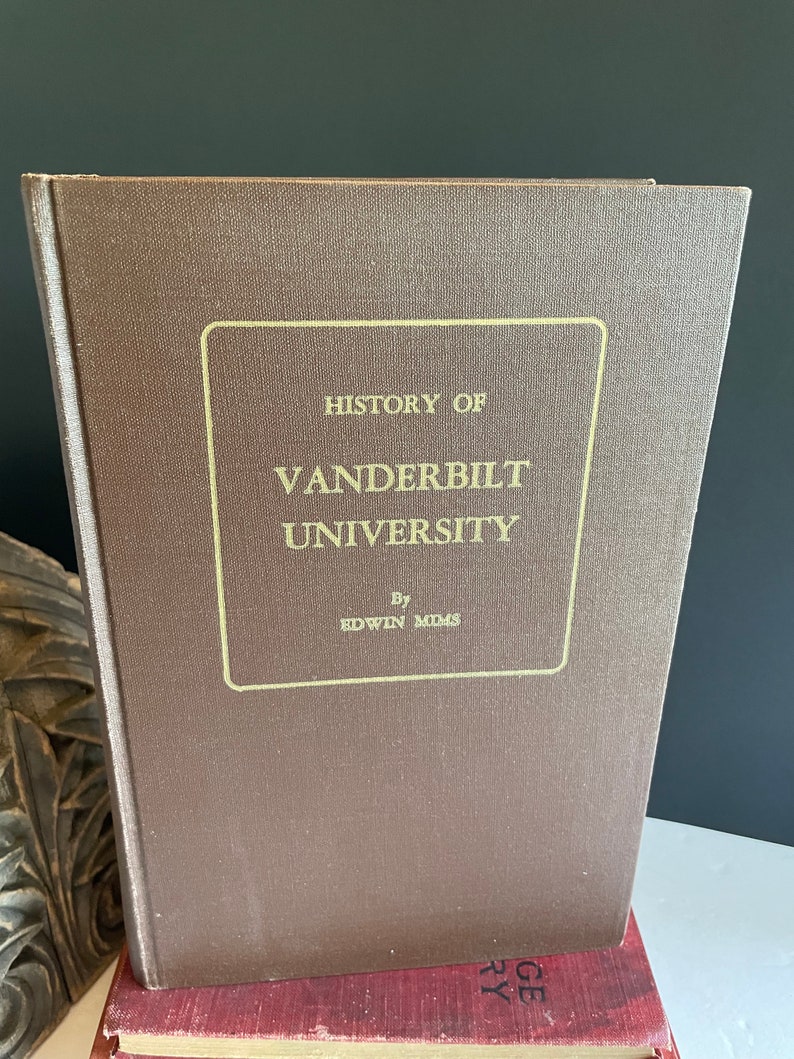 HISTORY OF
VANDERBILT
UNIVERSITY
By
EDWIN MIMS
GE
RY